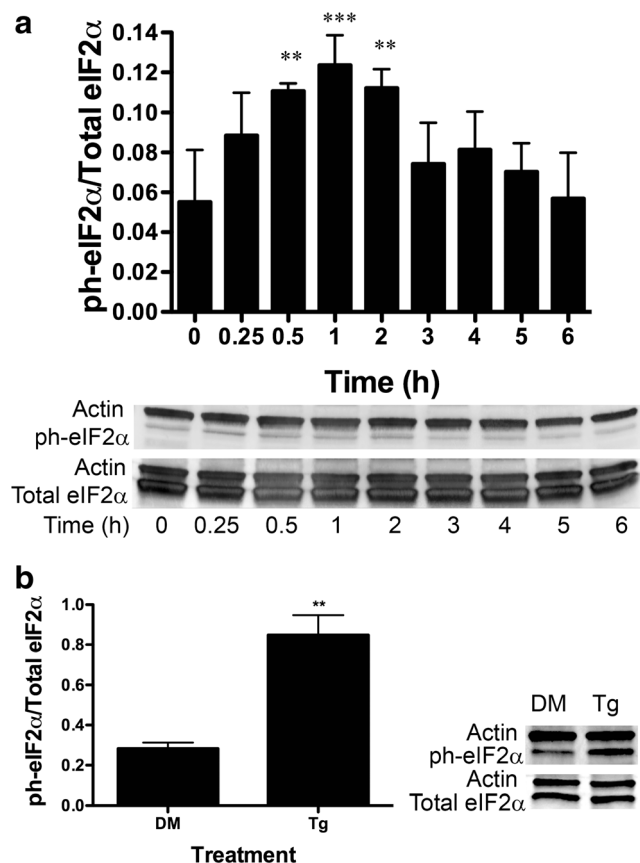 a
ph-eIF2α/Total eIF2α
0.14
0.12
0.10
0.08
0.06
0.04
0.02
0.00
** *** **
0 0.25 0.5 1 2 3 4 5 6
Time (h)
Actin
ph-eIF2α
Actin
Total eIF2α
Time (h) 0 0.25 0.5 1 2 3 4 5 6
b
ph-eIF2α/Total eIF2α
1.0
0.8
0.6
0.4
0.2
0.0
**
DM Tg
Treatment
DM Tg
Actin
ph-eIF2α
Actin
Total eIF2α